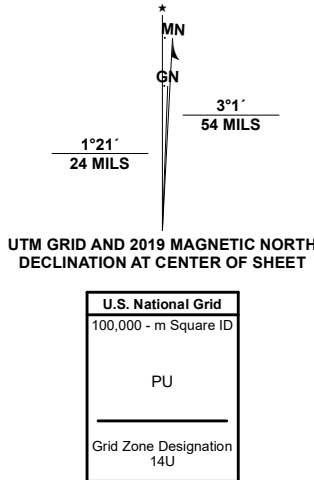 ★
MN
GN
3°1´
54 MILS
1°21´
24 MILS
UTM GRID AND 2019 MAGNETIC NORTH
DECLINATION AT CENTER OF SHEET
U.S. National Grid
100,000 - m Square ID
PU
Grid Zone Designation
14U